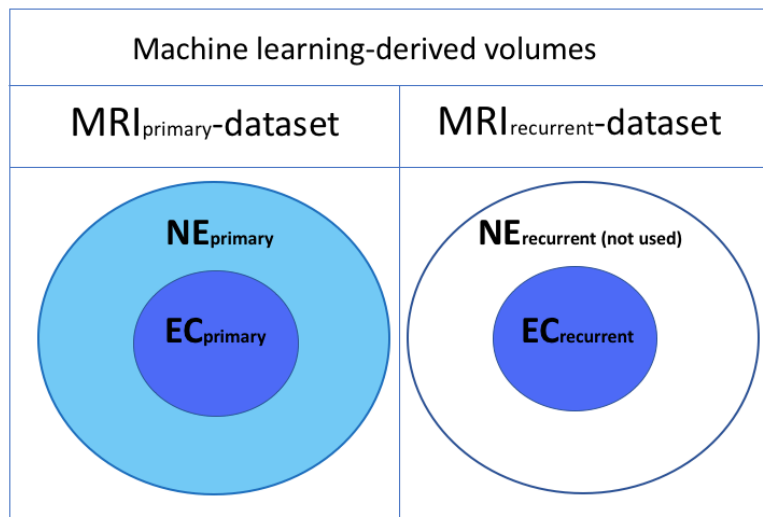 Machine learning-derived volumes
MRIprimary-dataset
MRIrecurrent-dataset
NEprimary
NErecurrent (not used)
ECprimary
ECrecurrent